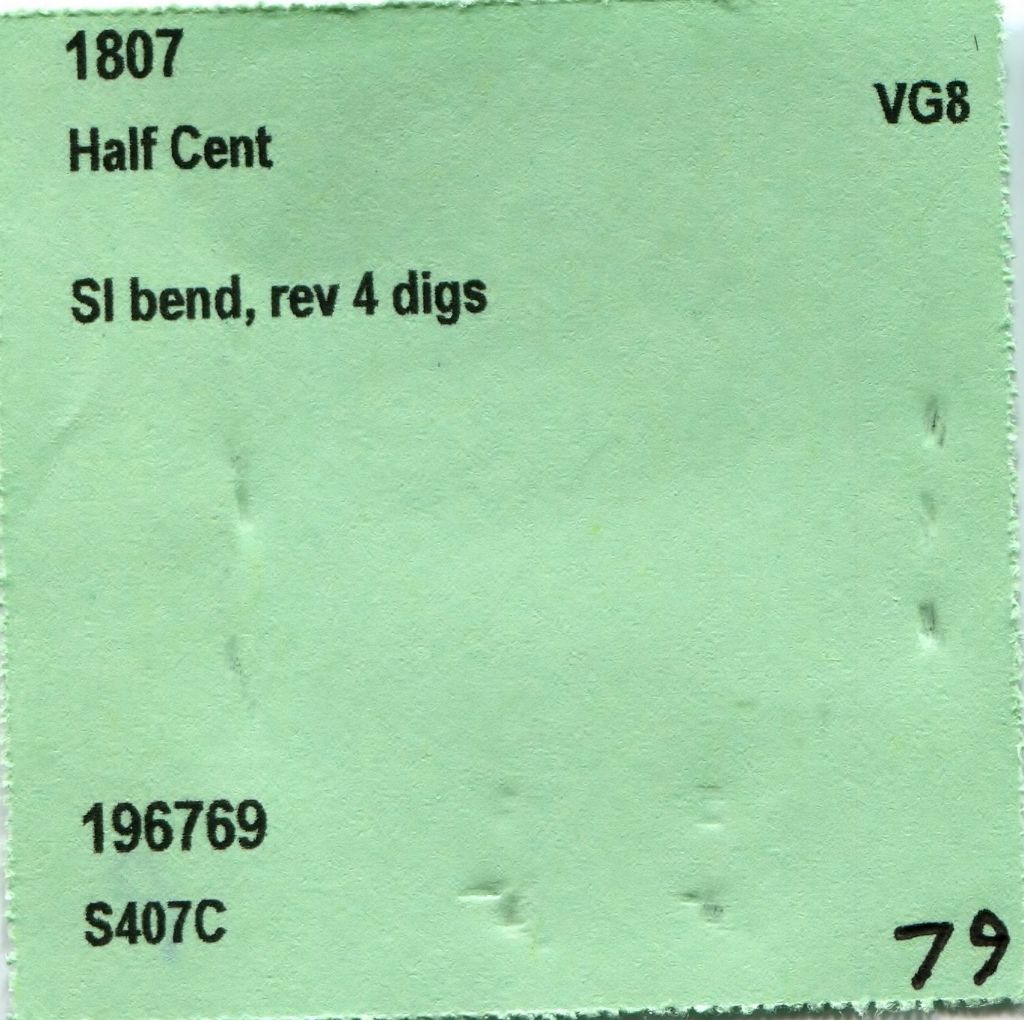 1807
VG8
Half Cent
Sl bend, rev 4 digs
196769
S407C
79